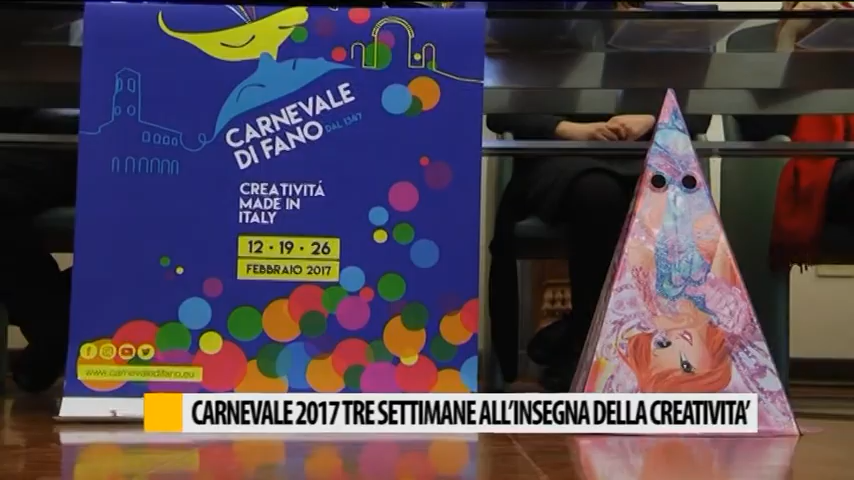 CARNEVALE
DI FANO DAL 1347
CREATIVITÁ
MADE IN
ITALY
12 • 19 • 26
FEBBRAIO 2017
www.carnevaledifano.eu
CARNEVALE 2017 TRE SETTIMANE ALL'INSEGNA DELLA CREATIVITA'